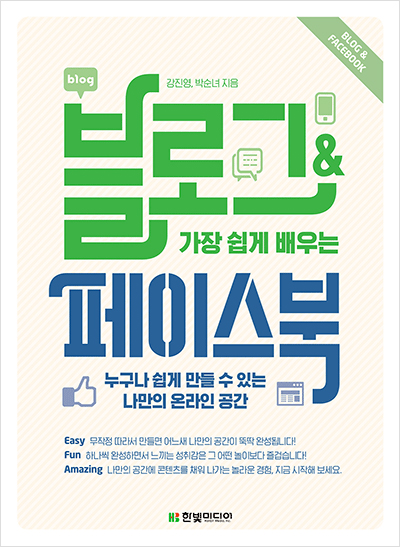 BLOG &
FACEBOOK
blog
강진영, 박순녀 지음
블로그&
가장 쉽게 배우는
페이스북
누구나 쉽게 만들 수 있는
나만의 온라인 공간
Easy 무작정 따라서 만들면 어느새 나만의 공간이 뚝딱 완성됩니다!
Fun 하나씩 완성하면서 느끼는 성취감은 그 어떤 놀이보다 즐겁습니다!
Amazing 나만의 공간에 콘텐츠를 채워 나가는 놀라운 경험, 지금 시작해 보세요.
HB 한빛미디어
Hanbit Media, Inc.